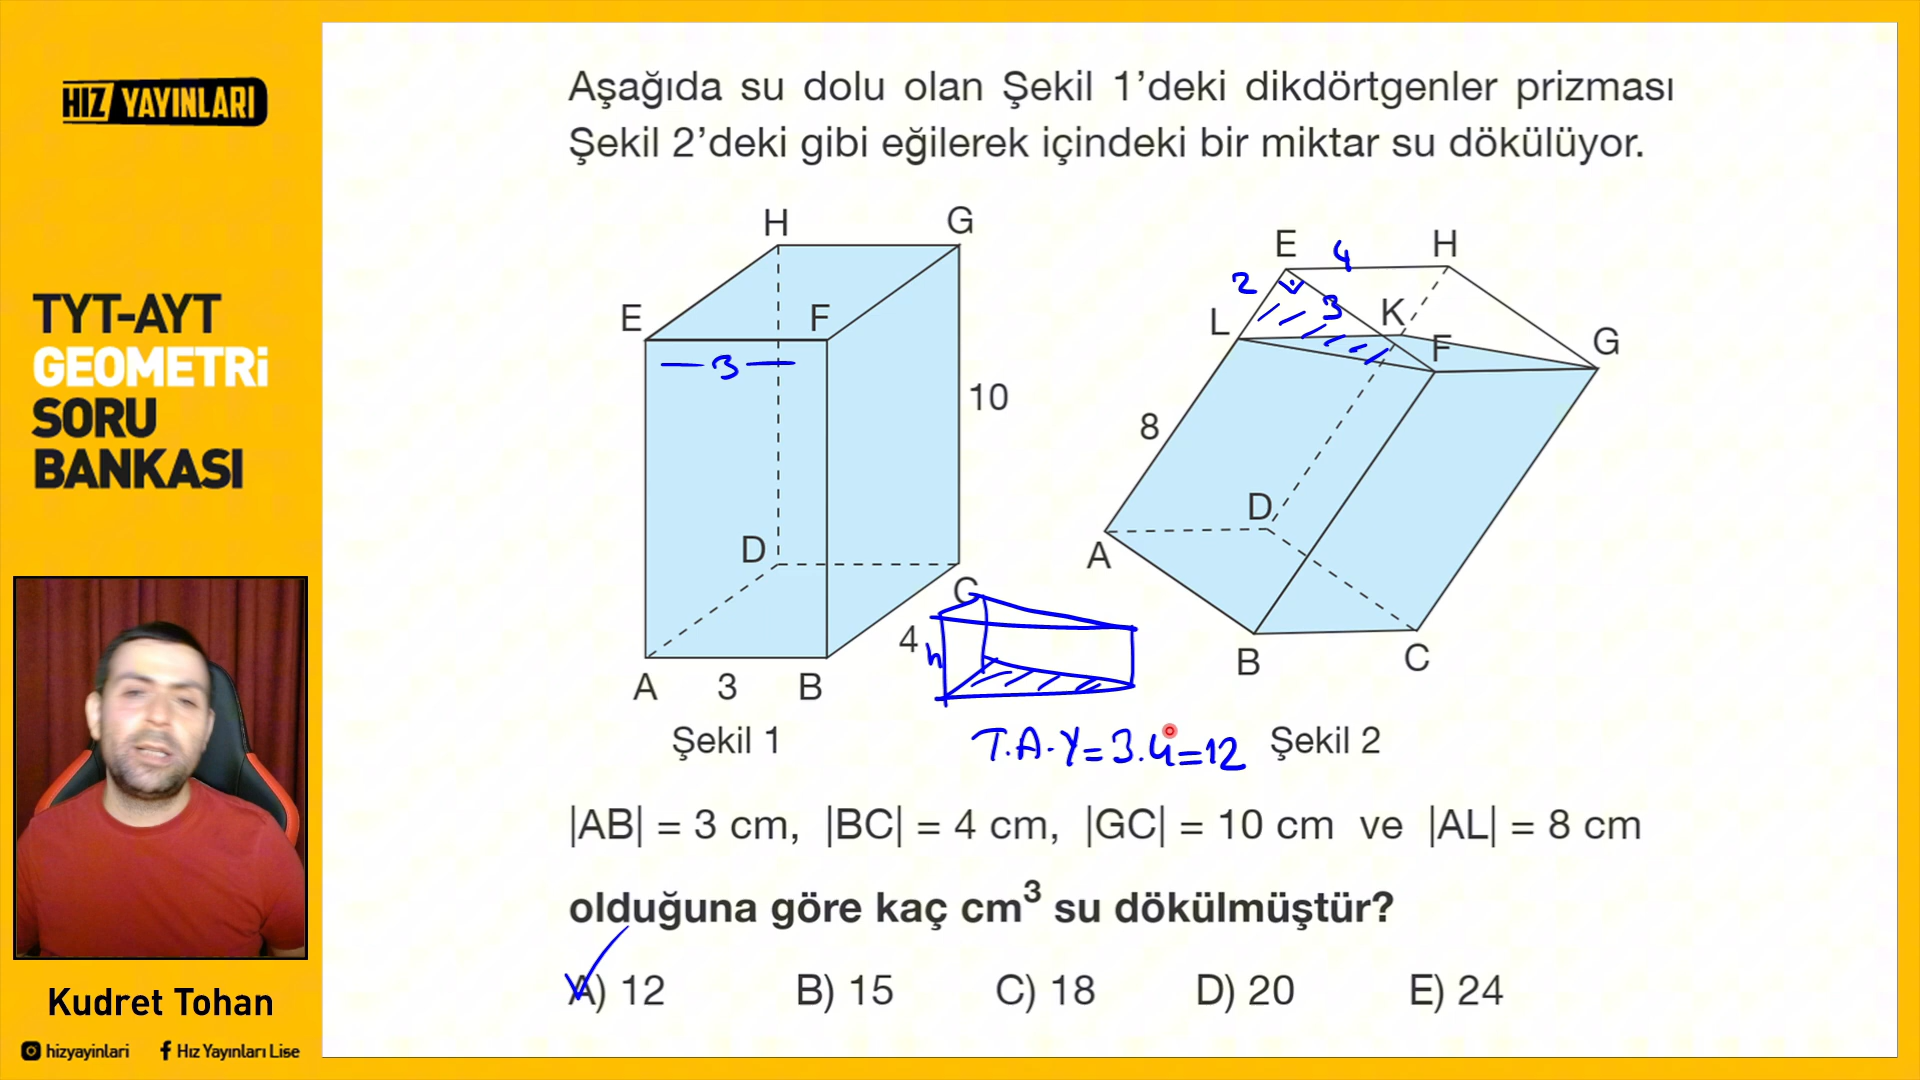 HIZ YAYINLARI
TYT-AYT
GEOMETRİ
SORU
BANKASI
Kudret Tohan
hizyayinlari
Hız Yayınları Lise
Aşağıda su dolu olan Şekil 1’deki dikdörtgenler prizması
Şekil 2’deki gibi eğilerek içindeki bir miktar su dökülüyor.
H G
E F
3
10
D
C
4
A 3 B
Şekil 1
h
T.A.Y=3.4=12
E 4 H
2
3
L K
F G
8
D
A
B C
Şekil 2
|AB| = 3 cm, |BC| = 4 cm, |GC| = 10 cm ve |AL| = 8 cm
olduğuna göre kaç cm³ su dökülmüştür?
A) 12 B) 15 C) 18 D) 20 E) 24